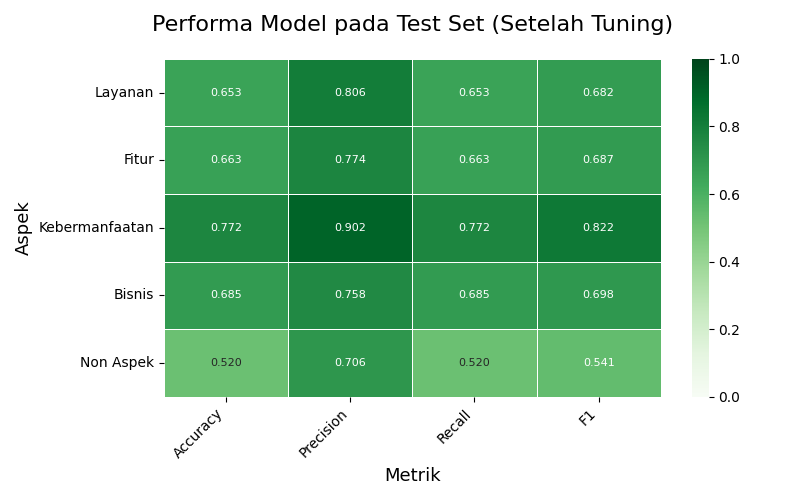 Performa Model pada Test Set (Setelah Tuning)
Aspek
Layanan 0.653 0.806 0.653 0.682
Fitur 0.663 0.774 0.663 0.687
Kebermanfaatan 0.772 0.902 0.772 0.822
Bisnis 0.685 0.758 0.685 0.698
Non Aspek 0.520 0.706 0.520 0.541
Accuracy Precision Recall F1
Metrik
1.0
0.8
0.6
0.4
0.2
0.0